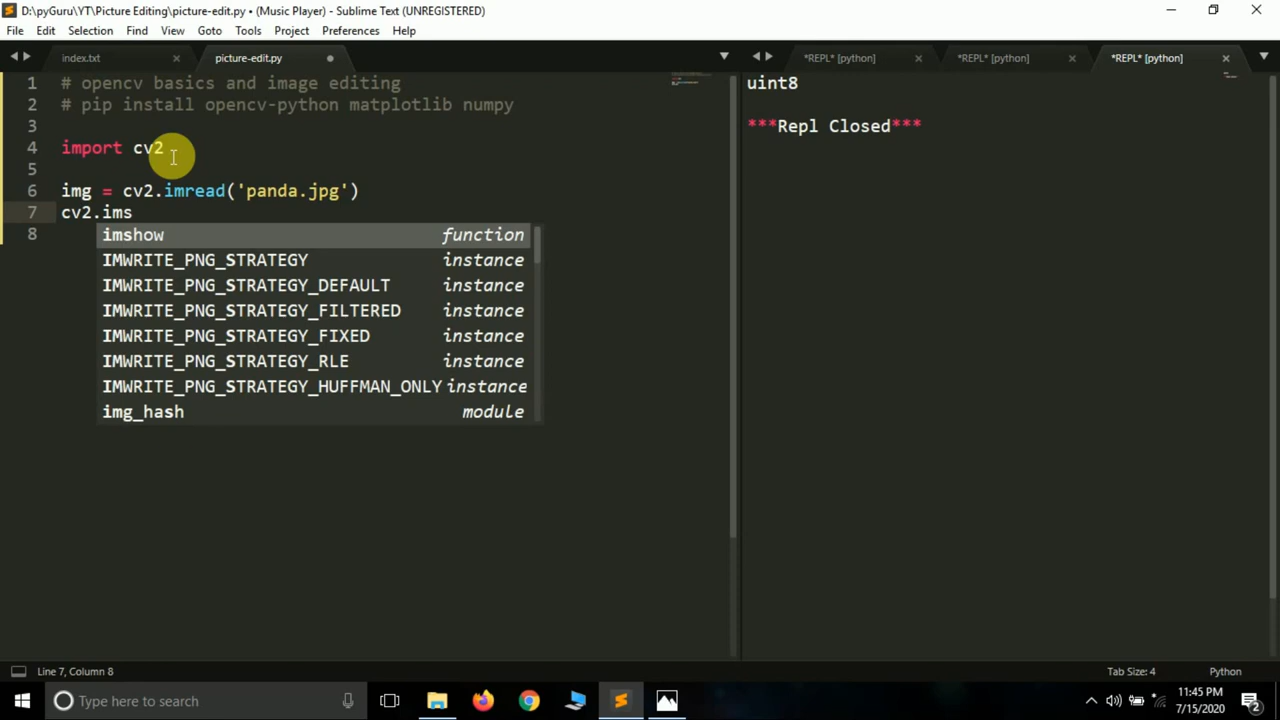 D:\pyGuru\YT\Picture Editing\picture-edit.py • (Music Player) - Sublime Text (UNREGISTERED)
File Edit Selection Find View Goto Tools Project Preferences Help
index.txt picture-edit.py *REPL* [python] *REPL* [python] *REPL* [python]
1 # opencv basics and image editing
2 # pip install opencv-python matplotlib numpy
3
4 import cv2
5
6 img = cv2.imread('panda.jpg')
7 cv2.ims
8
imshow function
IMWRITE_PNG_STRATEGY instance
IMWRITE_PNG_STRATEGY_DEFAULT instance
IMWRITE_PNG_STRATEGY_FILTERED instance
IMWRITE_PNG_STRATEGY_FIXED instance
IMWRITE_PNG_STRATEGY_RLE instance
IMWRITE_PNG_STRATEGY_HUFFMAN_ONLY instance
img_hash module
uint8
***Repl Closed***
Line 7, Column 8 Tab Size: 4 Python
Type here to search
11:45 PM
7/15/2020
2